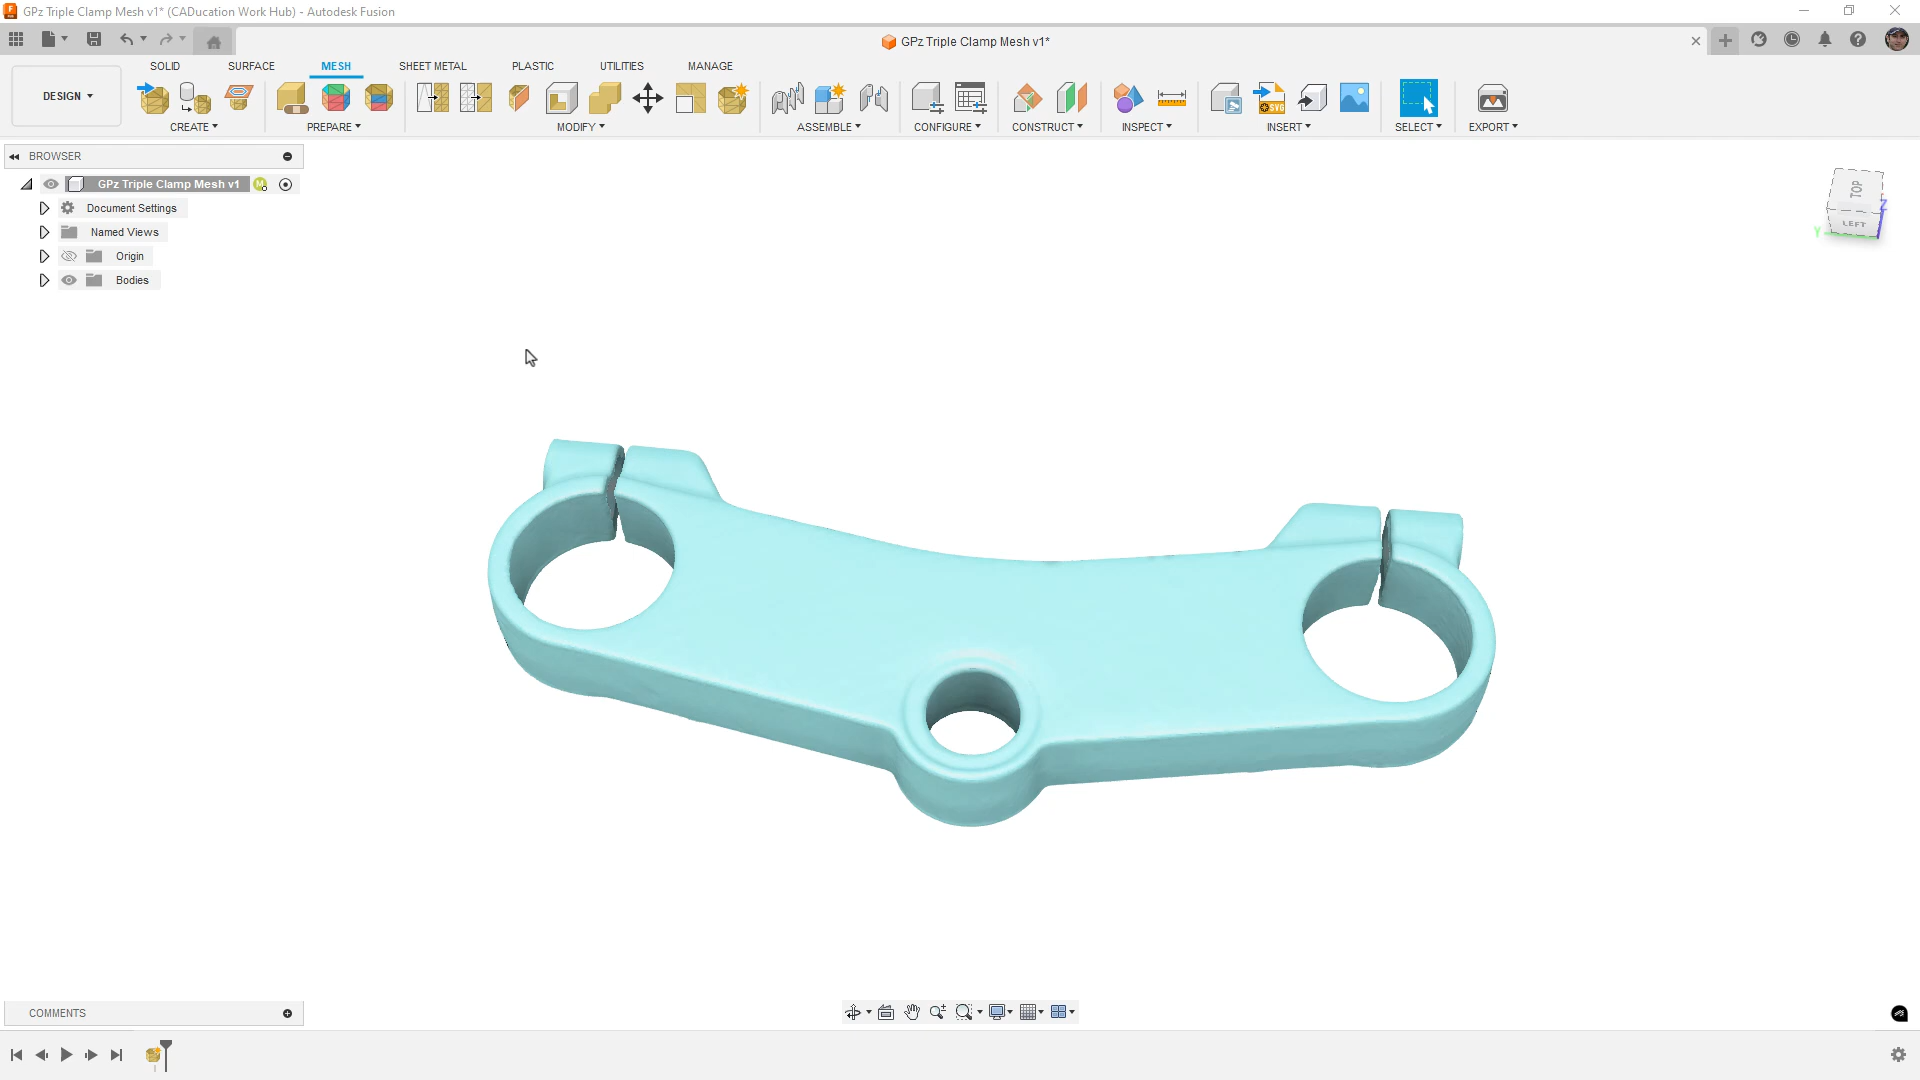 GPz Triple Clamp Mesh v1* (CADucation Work Hub) - Autodesk Fusion
GPz Triple Clamp Mesh v1*
SOLID SURFACE MESH SHEET METAL PLASTIC UTILITIES MANAGE
DESIGN
CREATE PREPARE MODIFY ASSEMBLE CONFIGURE CONSTRUCT INSPECT INSERT SELECT EXPORT
BROWSER
GPz Triple Clamp Mesh v1
Document Settings
Named Views
Origin
Bodies
TOP
LEFT
Z
Y
COMMENTS